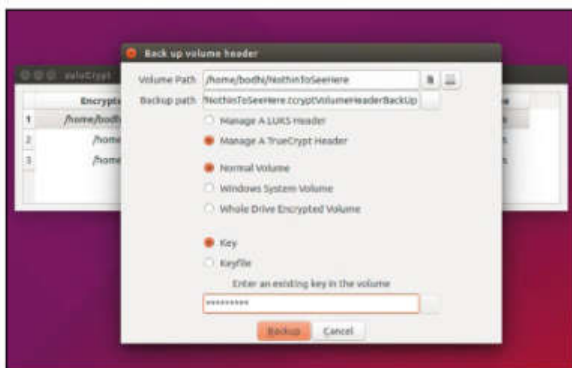 Back up volume header
zuluCrypt
Volume Path /home/bodhi/NothinToSeeHere
Backup path NothinToSeeHere.tcryptVolumeHeaderBackUp
Encrypte
Manage A LUKS Header
1 /home/bodh
Manage A TrueCrypt Header
2 /home
Normal Volume
3 /home
Windows System Volume
Whole Drive Encrypted Volume
Key
Keyfile
Enter an existing key in the volume
*********
Backup Cancel